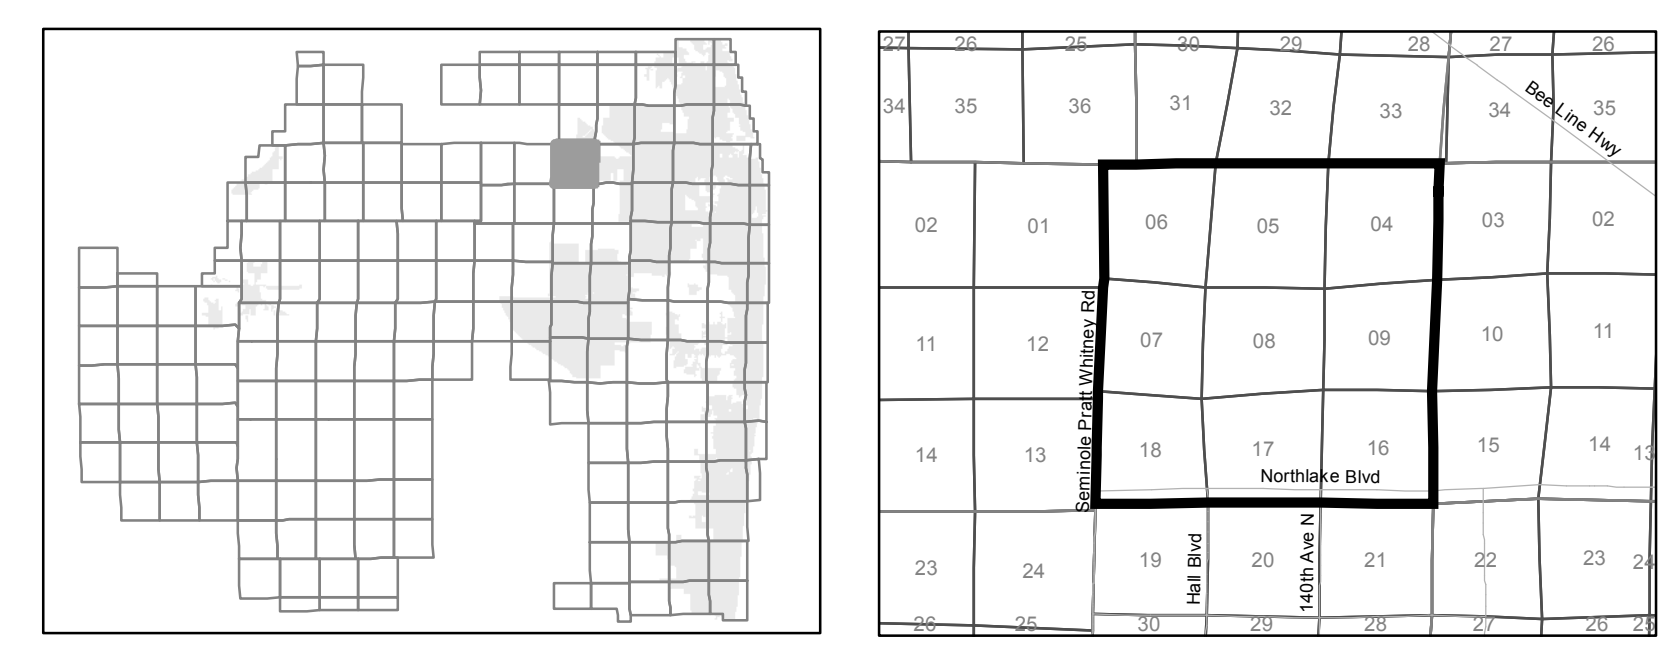 27 26 25 30 29 28 27 26
34 35 36 31 32 33 34 35
Bee Line Hwy
02 01 06 05 04 03 02
11 12 07 08 09 10 11
Seminole Pratt Whitney Rd
14 13 18 17 16 15 14 13
Northlake Blvd
23 24 19 20 21 22 23 24
Hall Blvd
140th Ave N
26 25 30 29 28 27 26 25